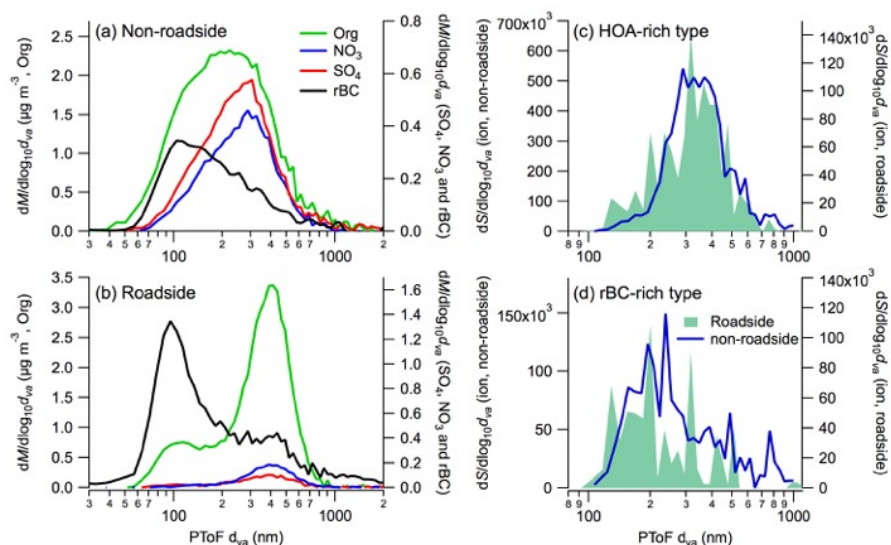 (a) Non-roadside
Org
NO3
SO4
rBC
dM/dlog10dva (µg m-3, Org)
2.5
2.0
1.5
1.0
0.5
0.0
dM/dlog10dva (SO4, NO3 and rBC)
0.8
0.6
0.4
0.2
0.0
3 4 5 6 7 100 2 3 4 5 6 7 1000 2
(b) Roadside
dM/dlog10dva (µg m-3, Org)
3.5
3.0
2.5
2.0
1.5
1.0
0.5
0.0
dM/dlog10dva (SO4, NO3 and rBC)
1.6
1.4
1.2
1.0
0.8
0.6
0.4
0.2
0.0
3 4 5 6 7 100 2 3 4 5 6 7 1000 2
PToF dva (nm)
(c) HOA-rich type
dS/dlog10dva (ion, non-roadside)
700x10³
600
500
400
300
200
100
0
dS/dlog10dva (ion, roadside)
140x10³
120
100
80
60
40
20
0
8 9 100 2 3 4 5 6 7 8 9 1000
(d) rBC-rich type
Roadside
non-roadside
dS/dlog10dva (ion, non-roadside)
150x10³
100
50
0
dS/dlog10dva (ion, roadside)
140x10³
120
100
80
60
40
20
0
8 9 100 2 3 4 5 6 7 8 9 1000
PToF dva (nm)